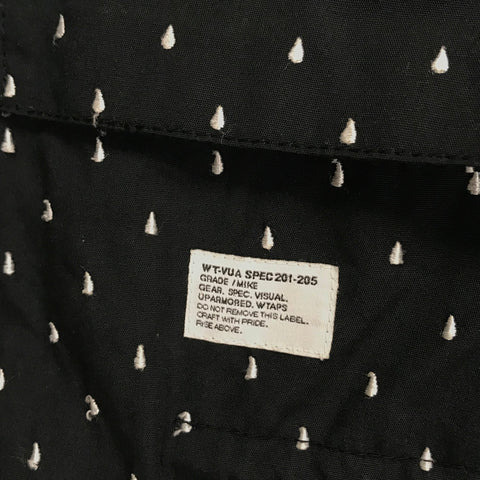 WT-VUA SPEC 201-205
GRADE / MIKE
GEAR. SPEC. VISUAL.
UPARMORED. WTAPS
DO NOT REMOVE THIS LABEL.
CRAFT WITH PRIDE.
RISE ABOVE.